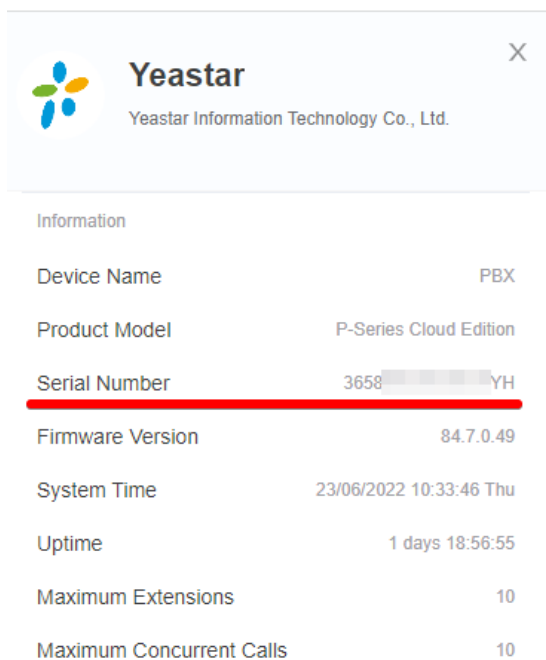 X
Yeastar
Yeastar Information Technology Co., Ltd.
Information
Device Name PBX
Product Model P-Series Cloud Edition
Serial Number 3658 YH
Firmware Version 84.7.0.49
System Time 23/06/2022 10:33:46 Thu
Uptime 1 days 18:56:55
Maximum Extensions 10
Maximum Concurrent Calls 10